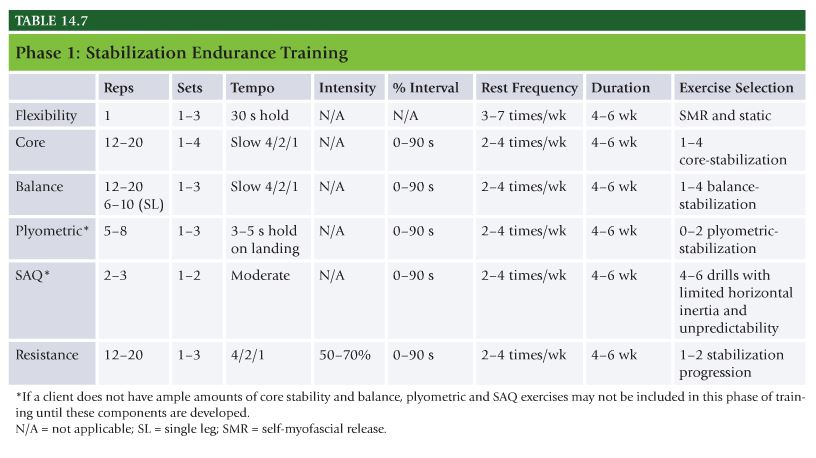 TABLE 14.7
Phase 1: Stabilization Endurance Training
Reps Sets Tempo Intensity % Interval Rest Frequency Duration Exercise Selection
Flexibility 1 1–3 30 s hold N/A N/A 3–7 times/wk 4–6 wk SMR and static
Core 12–20 1–4 Slow 4/2/1 N/A 0–90 s 2–4 times/wk 4–6 wk 1–4
core-stabilization
Balance 12–20 1–3 Slow 4/2/1 N/A 0–90 s 2–4 times/wk 4–6 wk 1–4 balance-
6–10 (SL) stabilization
Plyometric* 5–8 1–3 3–5 s hold N/A 0–90 s 2–4 times/wk 4–6 wk 0–2 plyometric-
on landing stabilization
SAQ* 2–3 1–2 Moderate N/A 0–90 s 2–4 times/wk 4–6 wk 4–6 drills with
limited horizontal
inertia and
unpredictability
Resistance 12–20 1–3 4/2/1 50–70% 0–90 s 2–4 times/wk 4–6 wk 1–2 stabilization
progression
*If a client does not have ample amounts of core stability and balance, plyometric and SAQ exercises may not be included in this phase of train-
ing until these components are developed.
N/A = not applicable; SL = single leg; SMR = self-myofascial release.